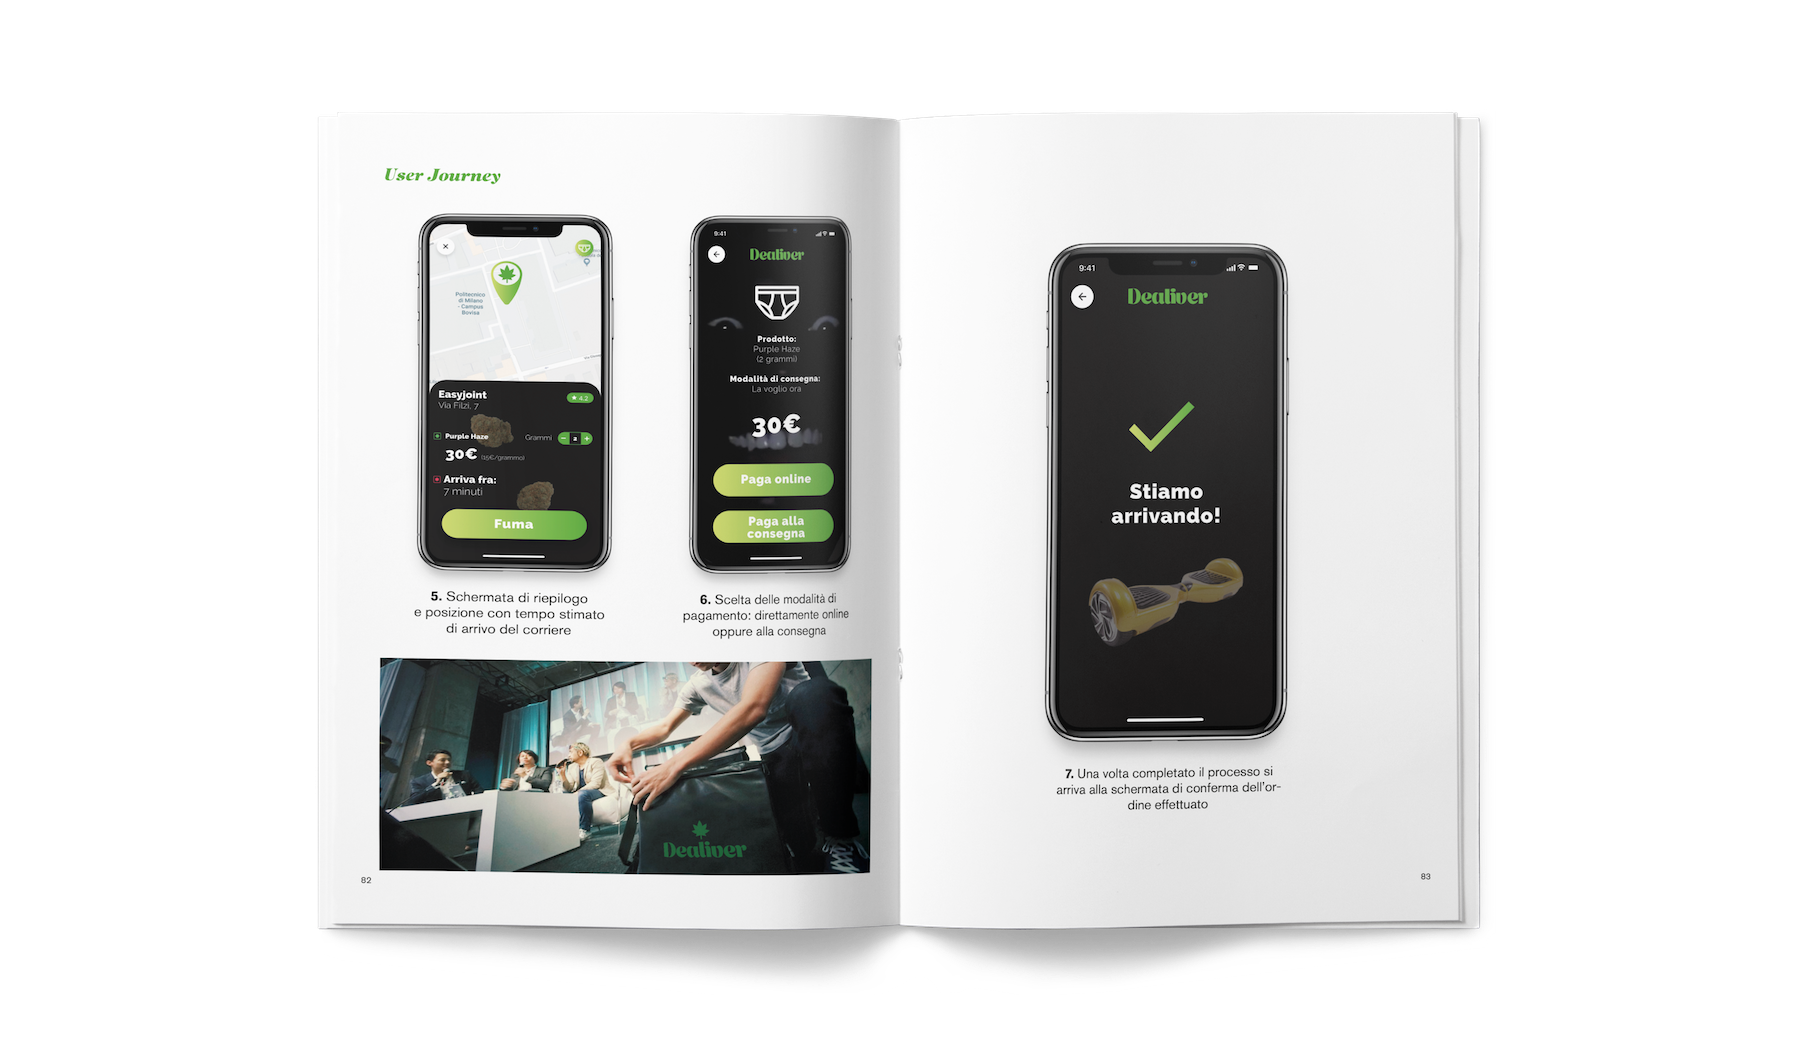 User Journey
Politecnico
di Milano
- Campus
Bovisa
Easyjoint
★ 4.2
Via Filzi, 7
Purple Haze
Grammi
− 2 +
30€ (15€/grammo)
Arriva fra:
7 minuti
Fuma
5. Schermata di riepilogo
e posizione con tempo stimato
di arrivo del corriere
9:41
Dealiver
Prodotto:
Purple Haze
(2 grammi)
Modalità di consegna:
La voglio ora
30€
Paga online
Paga alla
consegna
6. Scelta delle modalità di
pagamento: direttamente online
oppure alla consegna
Dealiver
82
9:41
Dealiver
Stiamo
arrivando!
7. Una volta completato il processo si
arriva alla schermata di conferma dell'or-
dine effettuato
83